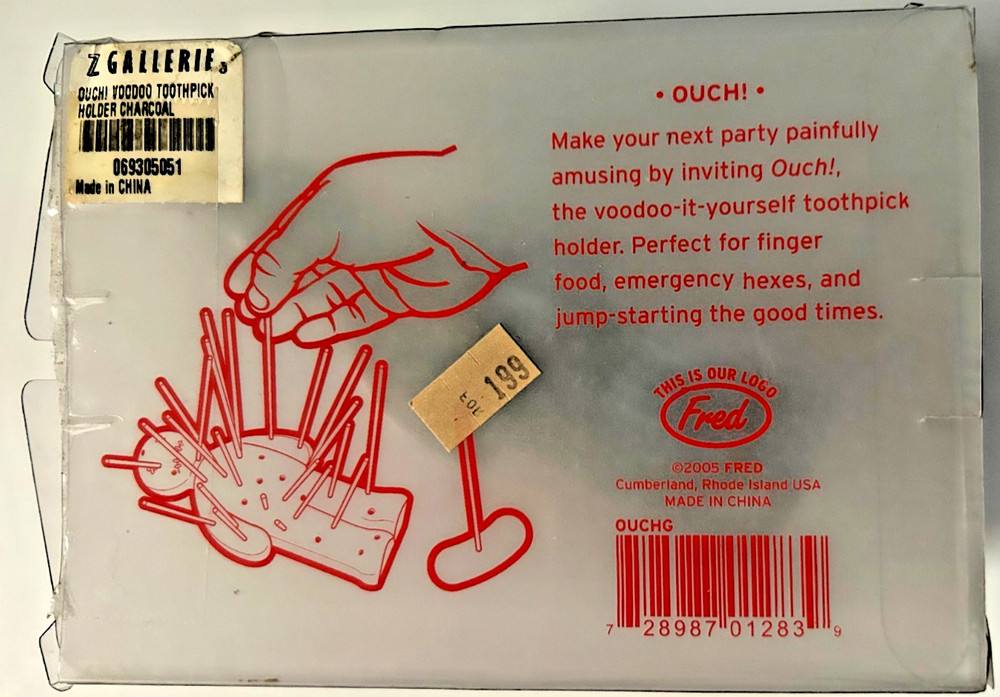 Z GALLERIE 3
OUCH! VOODOO TOOTHPICK
HOLDER CHARCOAL
069305051
Made in CHINA
• OUCH! •
Make your next party painfully
amusing by inviting Ouch!,
the voodoo-it-yourself toothpick
holder. Perfect for finger
food, emergency hexes, and
jump-starting the good times.
199
THIS IS OUR LOGO
Fred
©2005 FRED
Cumberland, Rhode Island USA
MADE IN CHINA
OUCHG
7 28987 01283 9